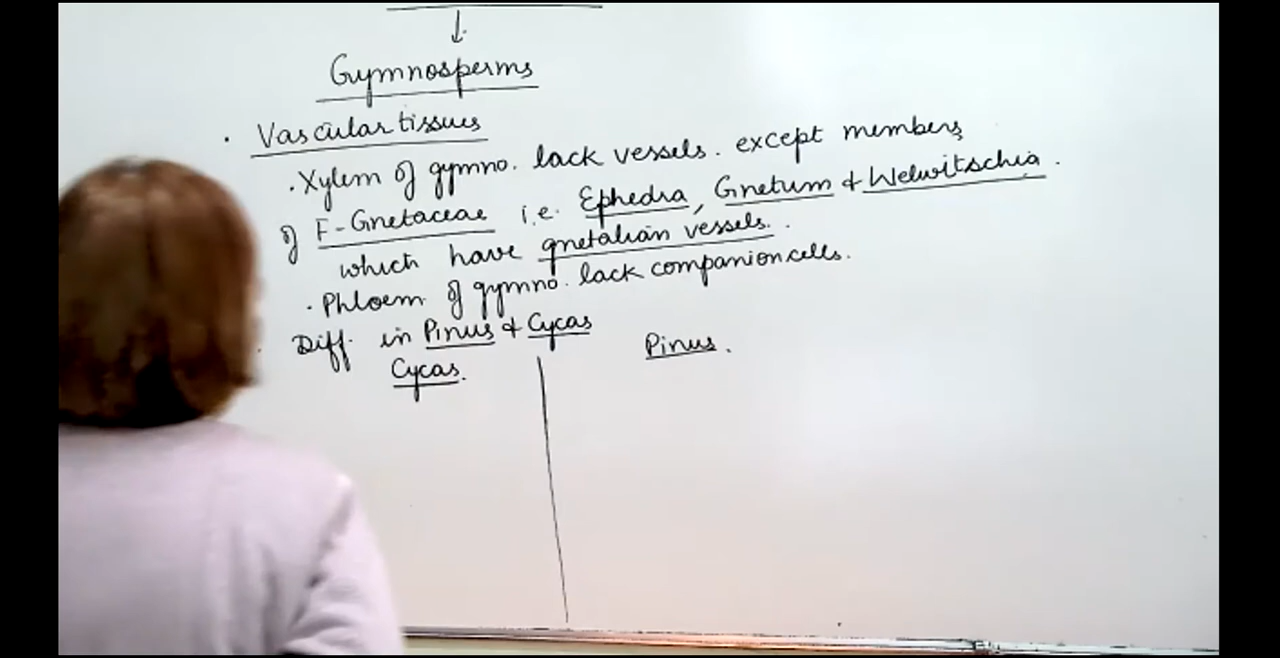 Gymnosperms
· Vascular tissues
· Xylem of gymno. lack vessels. except members
of F-Gnetaceae i.e. Ephedra, Gnetum & Welwitschia.
which have gnetalian vessels.
· Phloem of gymno. lack companion cells.
· Diff. in Pinus & Cycas
Cycas. Pinus.